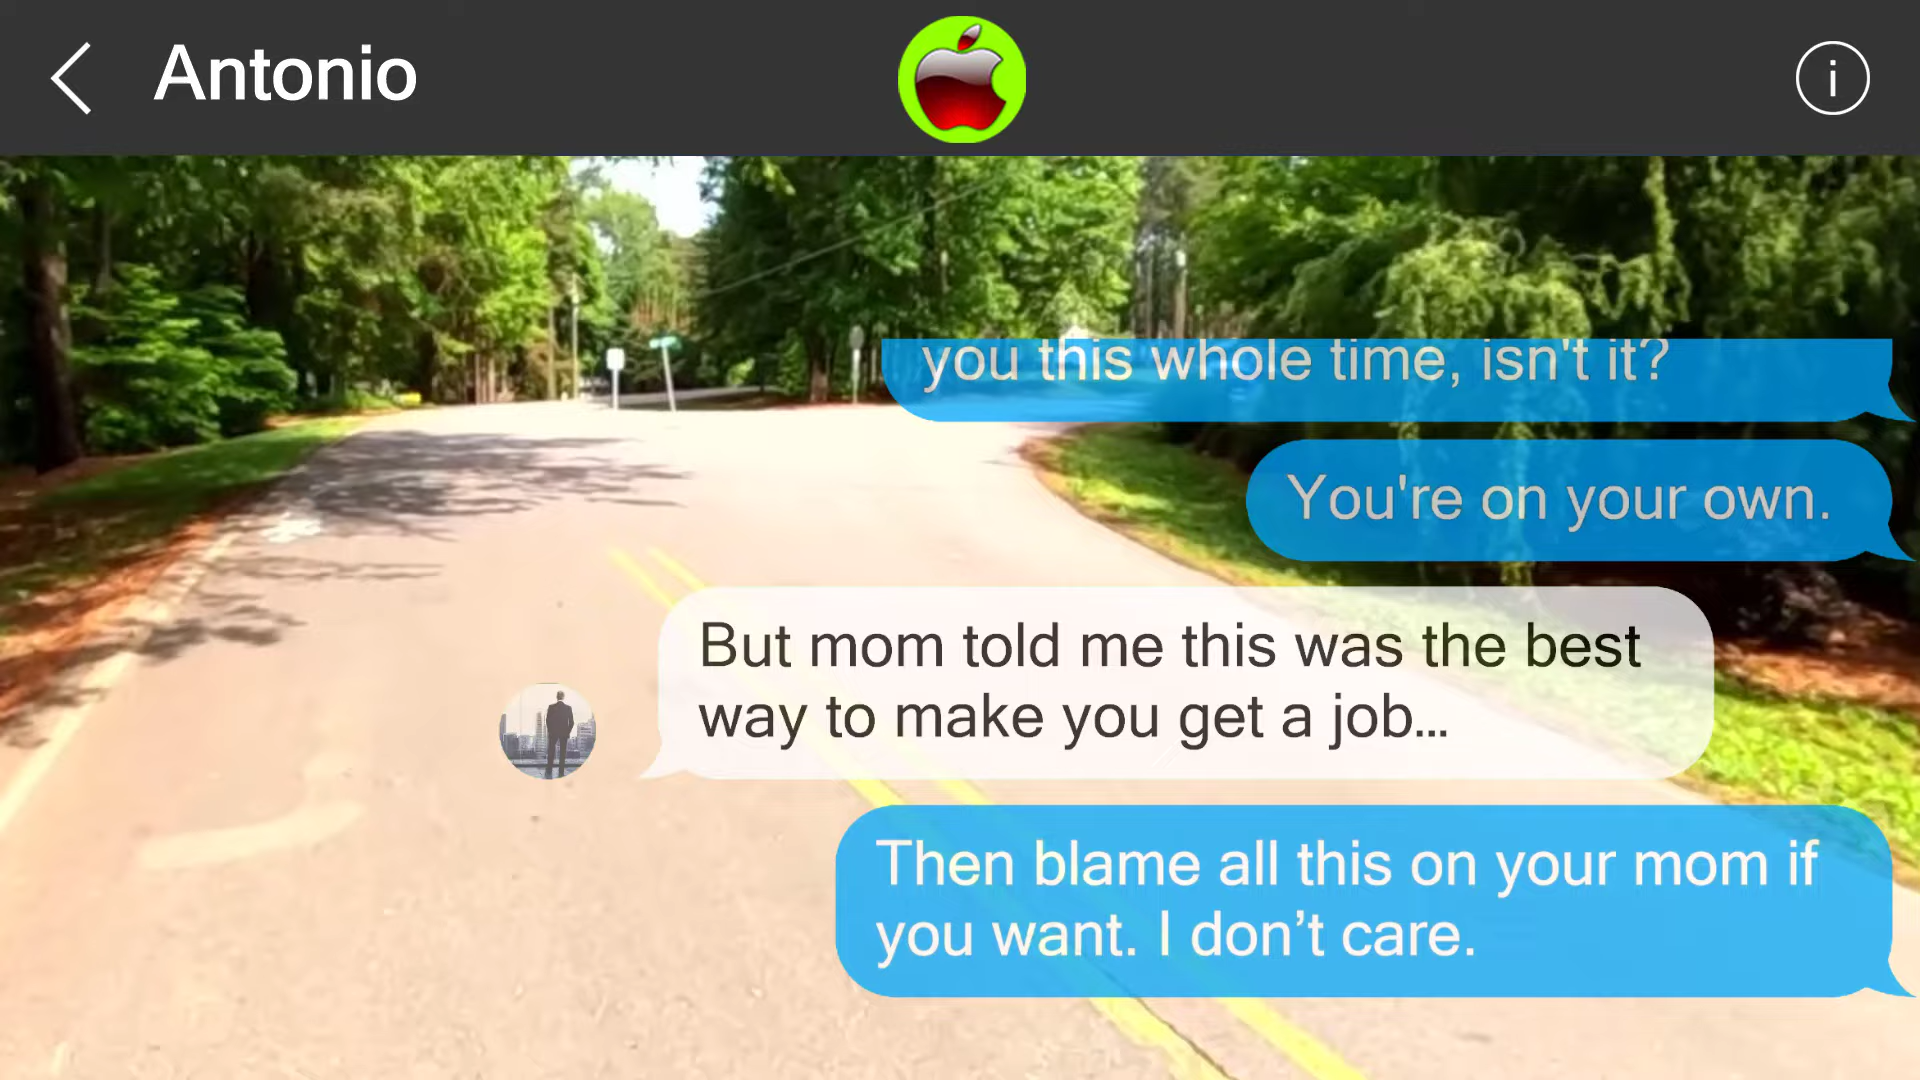 Antonio
you this whole time, isn't it?
You're on your own.
But mom told me this was the best
way to make you get a job...
Then blame all this on your mom if
you want. I don’t care.